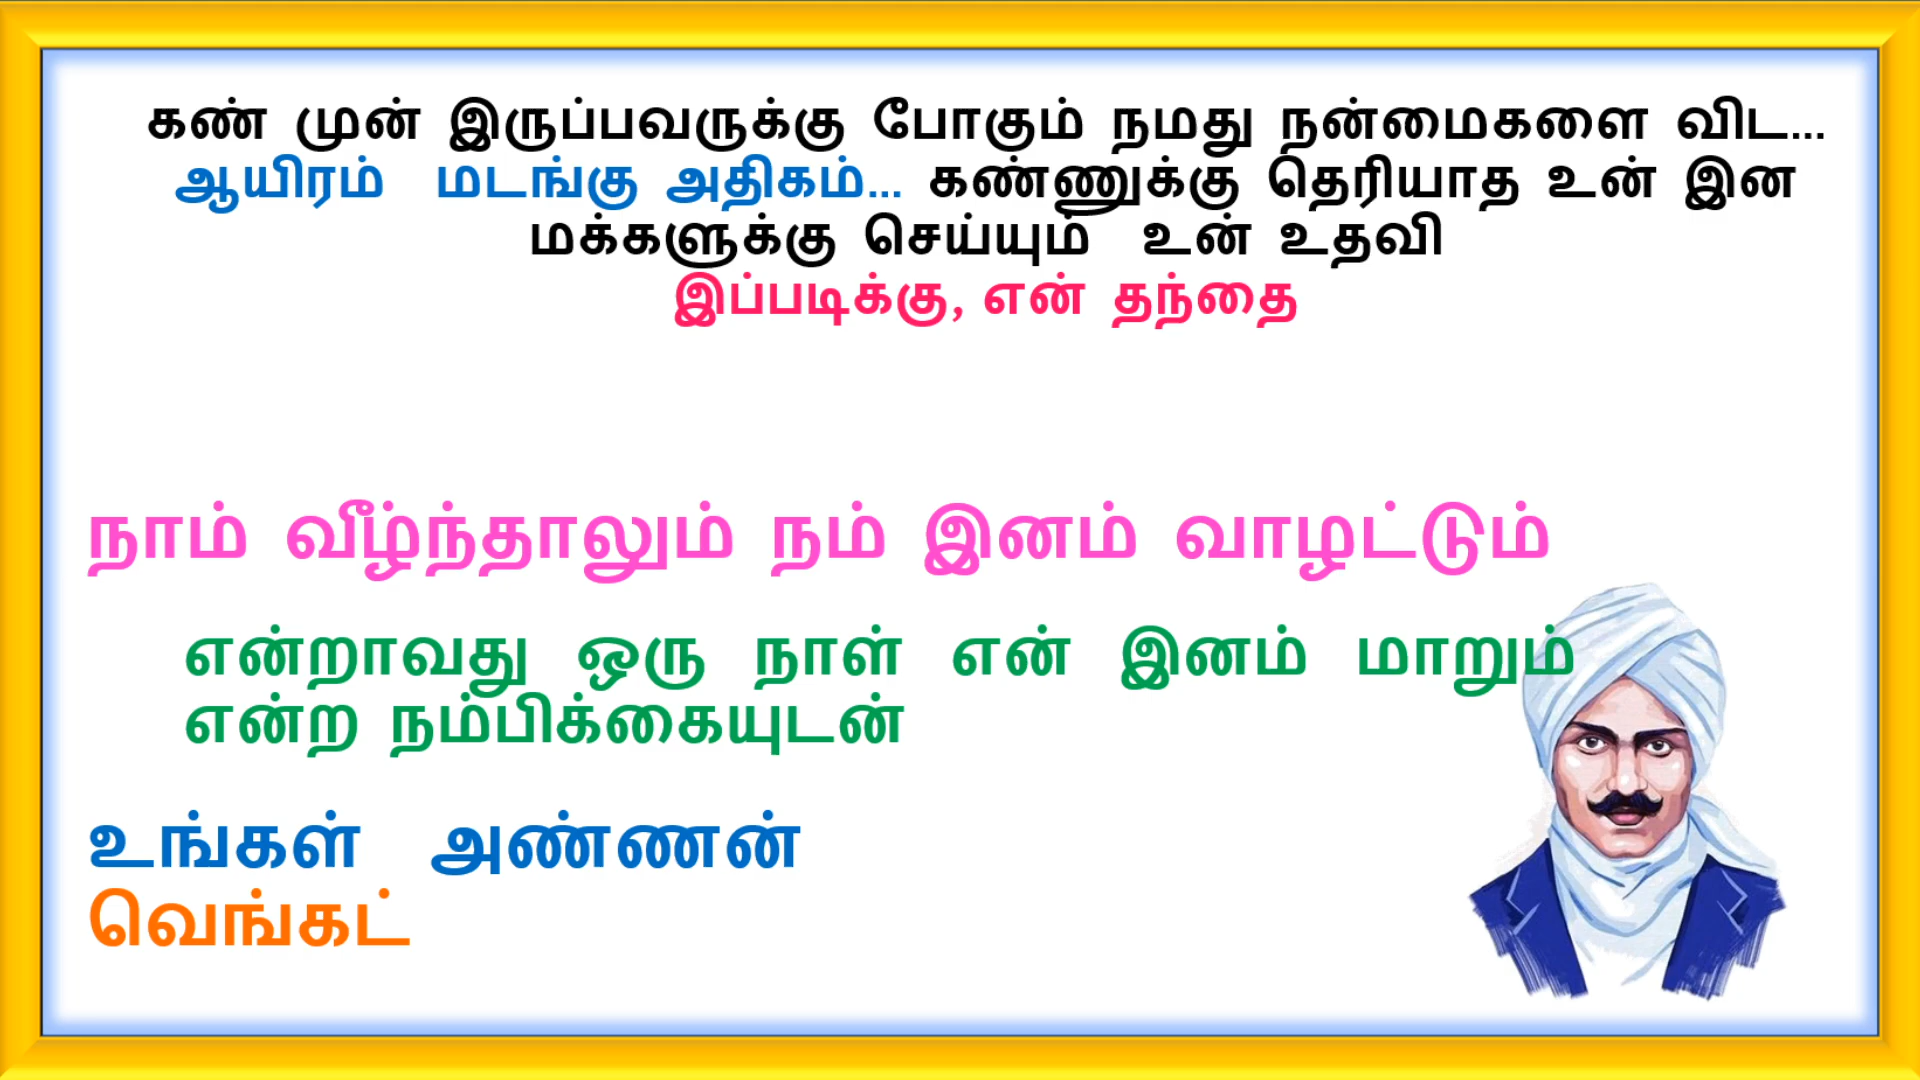 கண் முன் இருப்பவருக்கு போகும் நமது நன்மைகளை விட...
ஆயிரம் மடங்கு அதிகம்... கண்ணுக்கு தெரியாத உன் இன
மக்களுக்கு செய்யும் உன் உதவி
இப்படிக்கு, என் தந்தை
நாம் வீழ்ந்தாலும் நம் இனம் வாழட்டும்
என்றாவது ஒரு நாள் என் இனம் மாறும்
என்ற நம்பிக்கையுடன்
உங்கள் அண்ணன்
வெங்கட்